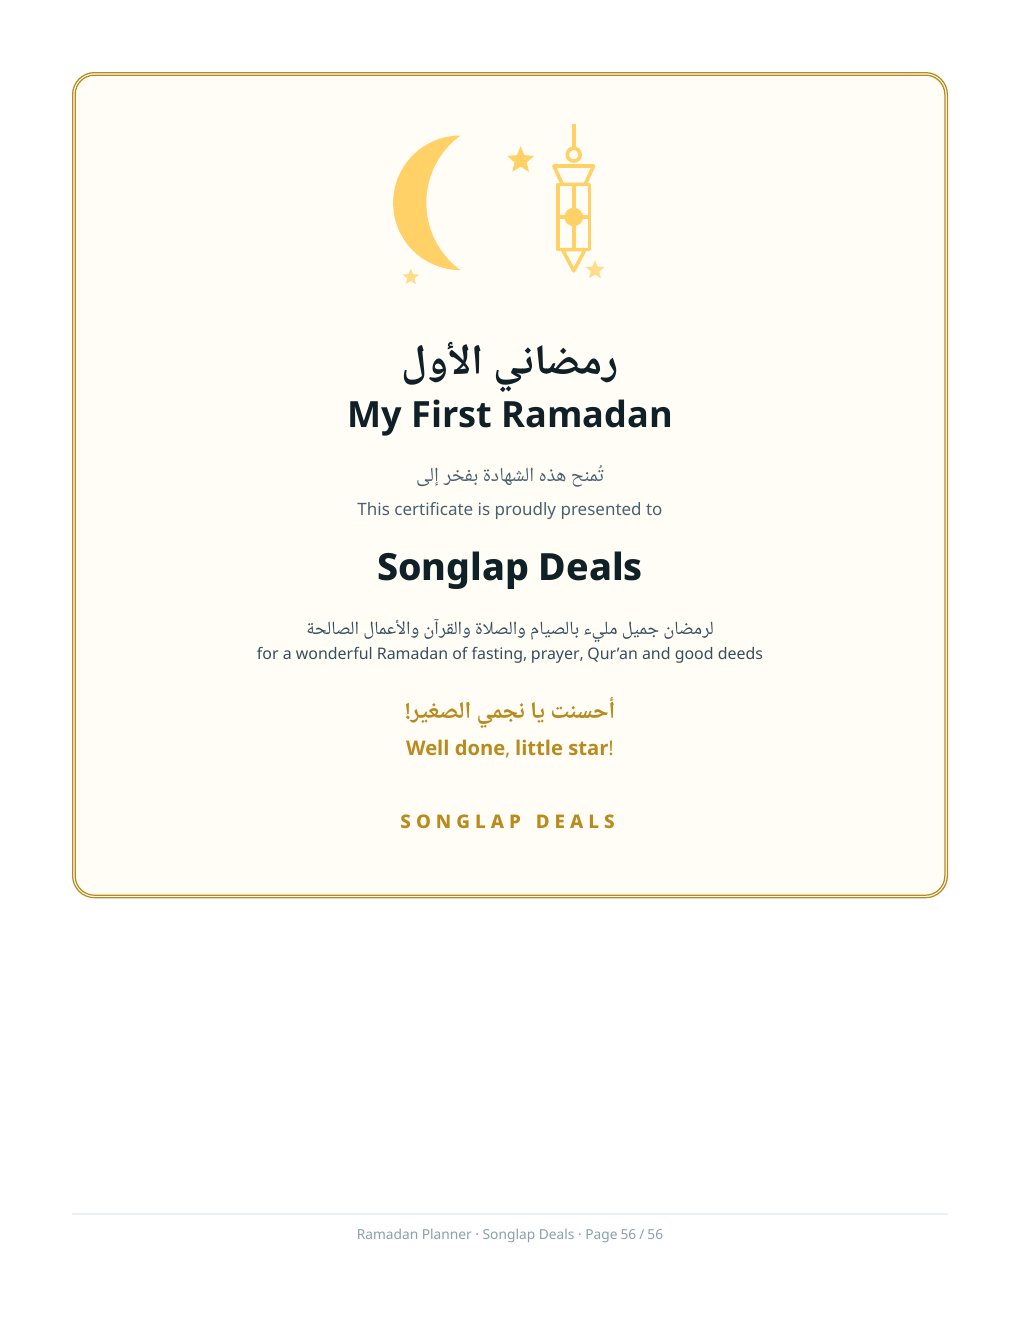 رمضاني الأول
My First Ramadan
تُمنح هذه الشهادة بفخر إلى
This certificate is proudly presented to
Songlap Deals
لرمضان جميل مليء بالصيام والصلاة والقرآن والأعمال الصالحة
for a wonderful Ramadan of fasting, prayer, Qur’an and good deeds
أحسنت يا نجمي الصغير!
Well done, little star!
SONGLAP DEALS
Ramadan Planner · Songlap Deals · Page 56 / 56